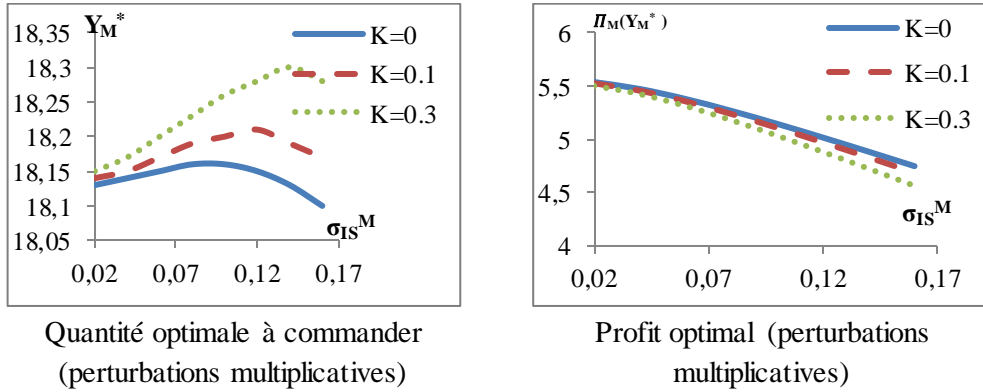 Y_M*
18,35
18,3
18,25
18,2
18,15
18,1
18,05
0,02 0,07 0,12 0,17
K=0
K=0.1
K=0.3
σ_IS^M
Quantité optimale à commander
(perturbations multiplicatives)
Π_M(Y_M*)
6
5,5
5
4,5
4
0,02 0,07 0,12 0,17
K=0
K=0.1
K=0.3
σ_IS^M
Profit optimal (perturbations
multiplicatives)